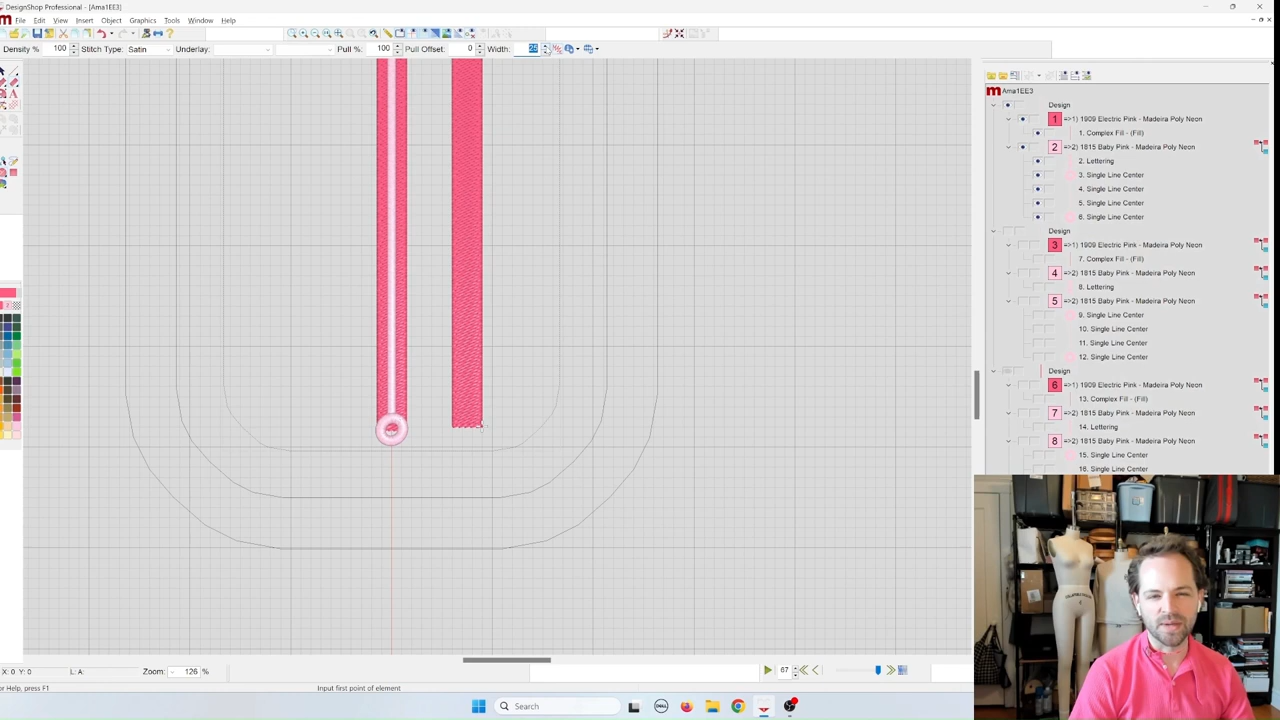 DesignShop Professional - [Ama1EE3]
File Edit View Insert Object Graphics Tools Window Help
Density % 100 Stitch Type: Satin Underlay: Pull % 100 Pull Offset: 0 Width:
Ama1EE3
Design
1 =>1) 1909 Electric Pink - Madeira Poly Neon
1. Complex Fill - (Fill)
2 =>2) 1815 Baby Pink - Madeira Poly Neon
2. Lettering
3. Single Line Center
4. Single Line Center
5. Single Line Center
6. Single Line Center
Design
3 =>1) 1909 Electric Pink - Madeira Poly Neon
7. Complex Fill - (Fill)
4 =>2) 1815 Baby Pink - Madeira Poly Neon
8. Lettering
5 =>2) 1815 Baby Pink - Madeira Poly Neon
9. Single Line Center
10. Single Line Center
11. Single Line Center
12. Single Line Center
Design
6 =>1) 1909 Electric Pink - Madeira Poly Neon
13. Complex Fill - (Fill)
7 =>2) 1815 Baby Pink - Madeira Poly Neon
14. Lettering
8 =>2) 1815 Baby Pink - Madeira Poly Neon
15. Single Line Center
16. Single Line Center
X: 0 Y: 0 L: A: Zoom: 126 % 67
or Help, press F1 Input first point of element
Search
DELL